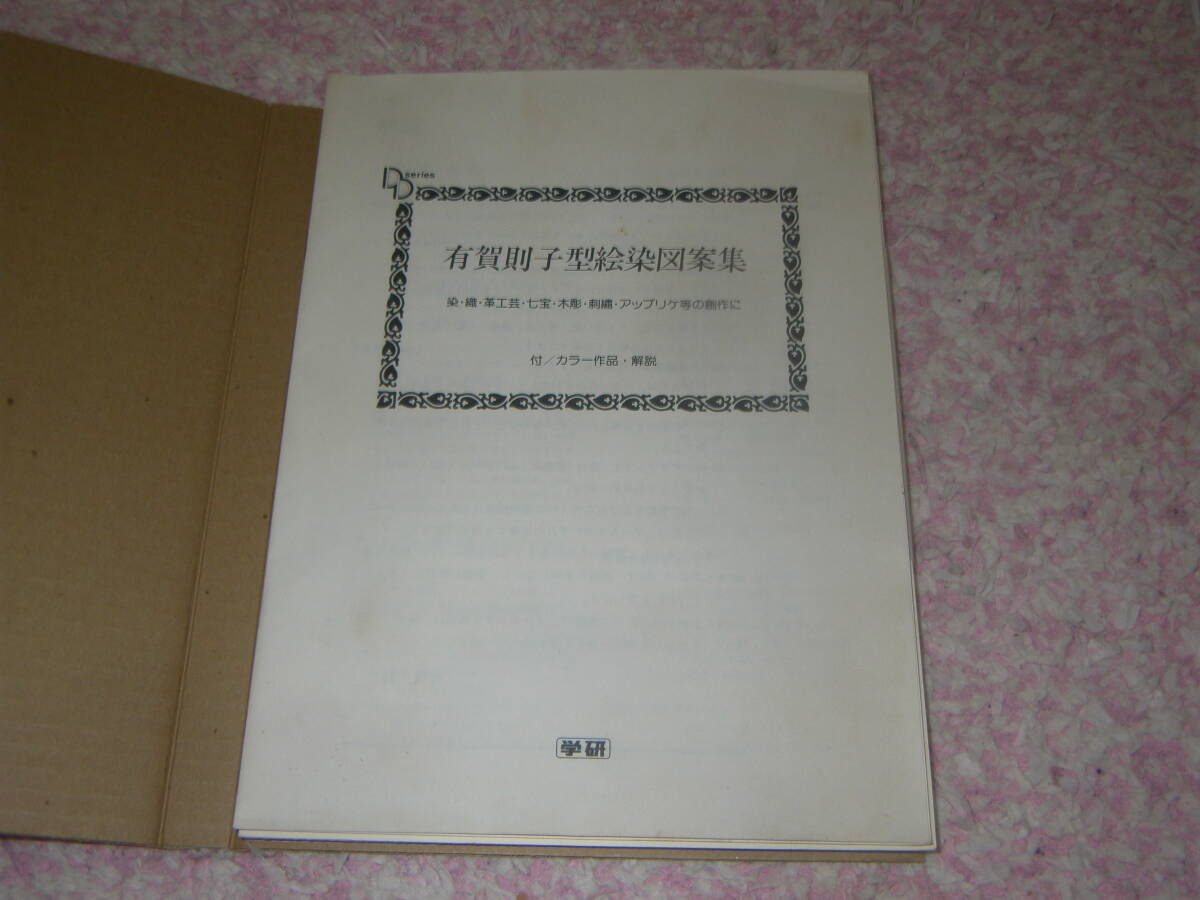 DB series
有賀則子型絵染図案集
染・織・革工芸・七宝・木彫・刺繡・アップリケ等の創作に
付／カラー作品・解説
学研